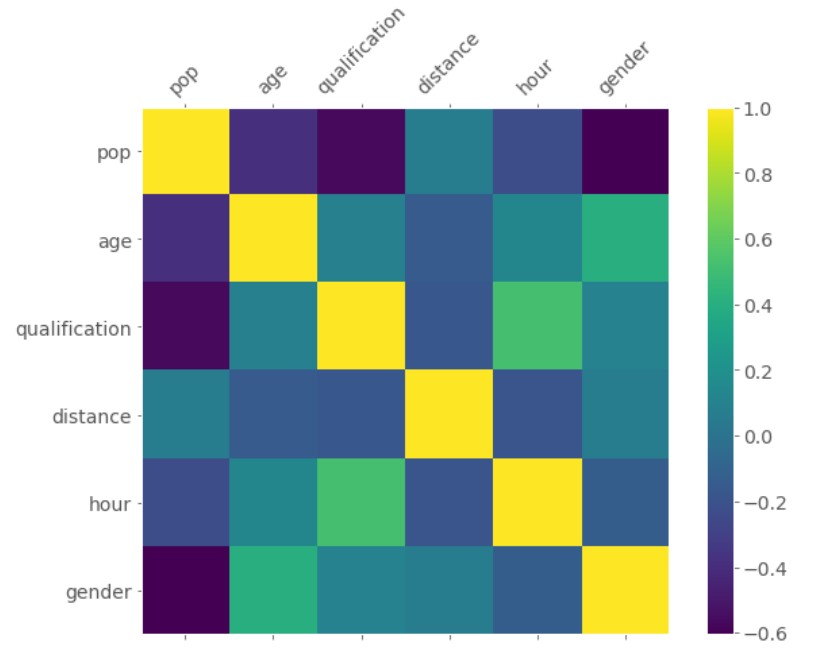 pop
age
qualification
distance
hour
gender
pop
age
qualification
distance
hour
gender
1.0
0.8
0.6
0.4
0.2
0.0
−0.2
−0.4
−0.6